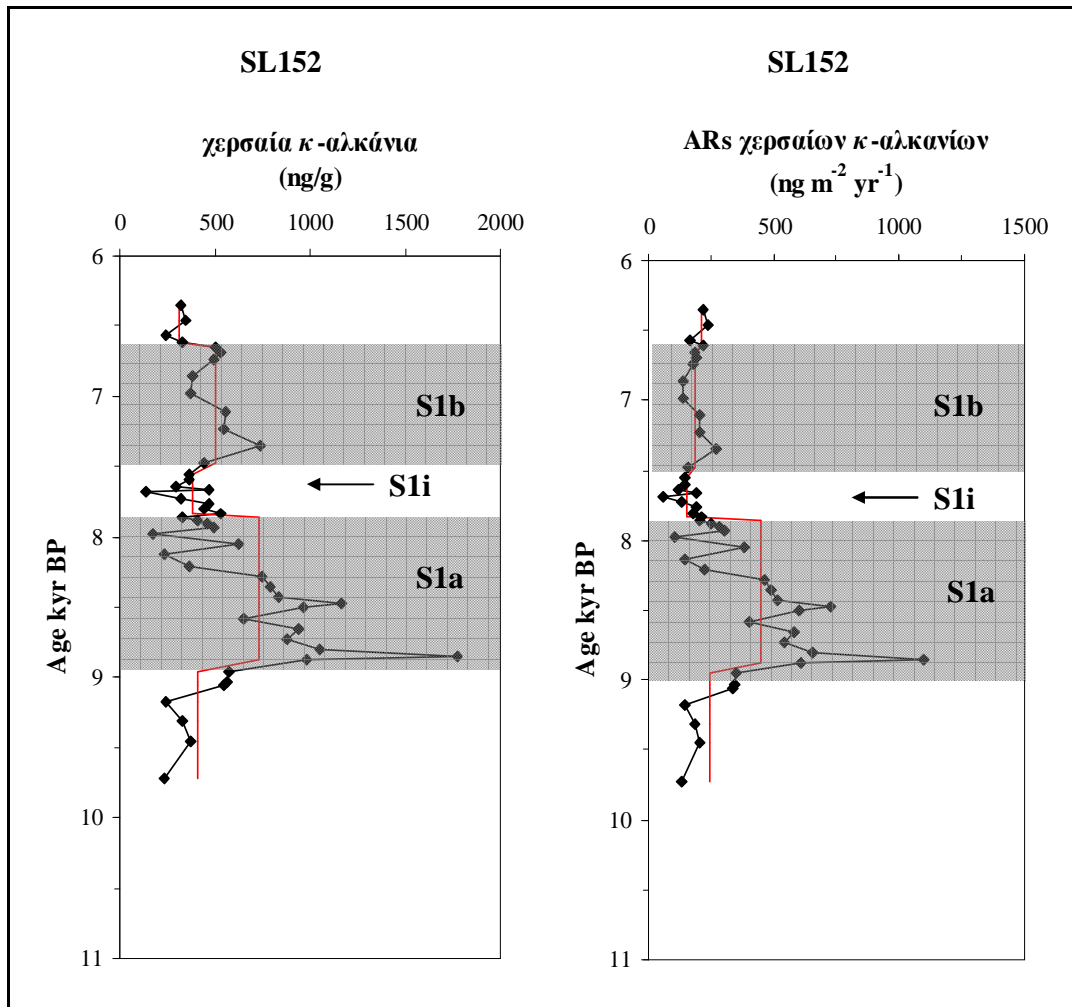 SL152
χερσαία κ-αλκάνια
(ng/g)
0 500 1000 1500 2000
6
7
8
9
10
11
Age kyr BP
S1b
S1i
S1a
SL152
ARs χερσαίων κ-αλκανίων
(ng m⁻² yr⁻¹)
0 500 1000 1500
6
7
8
9
10
11
Age kyr BP
S1b
S1i
S1a